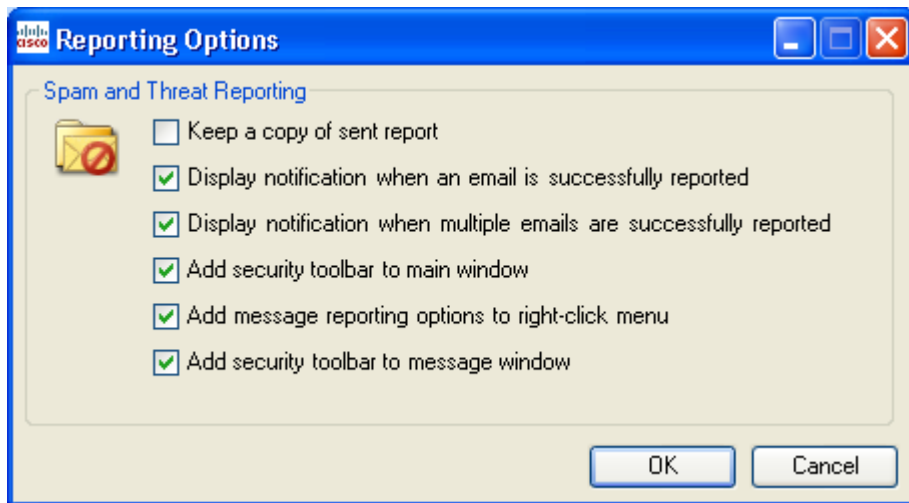 cisco Reporting Options
Spam and Threat Reporting
Keep a copy of sent report
Display notification when an email is successfully reported
Display notification when multiple emails are successfully reported
Add security toolbar to main window
Add message reporting options to right-click menu
Add security toolbar to message window
OK Cancel